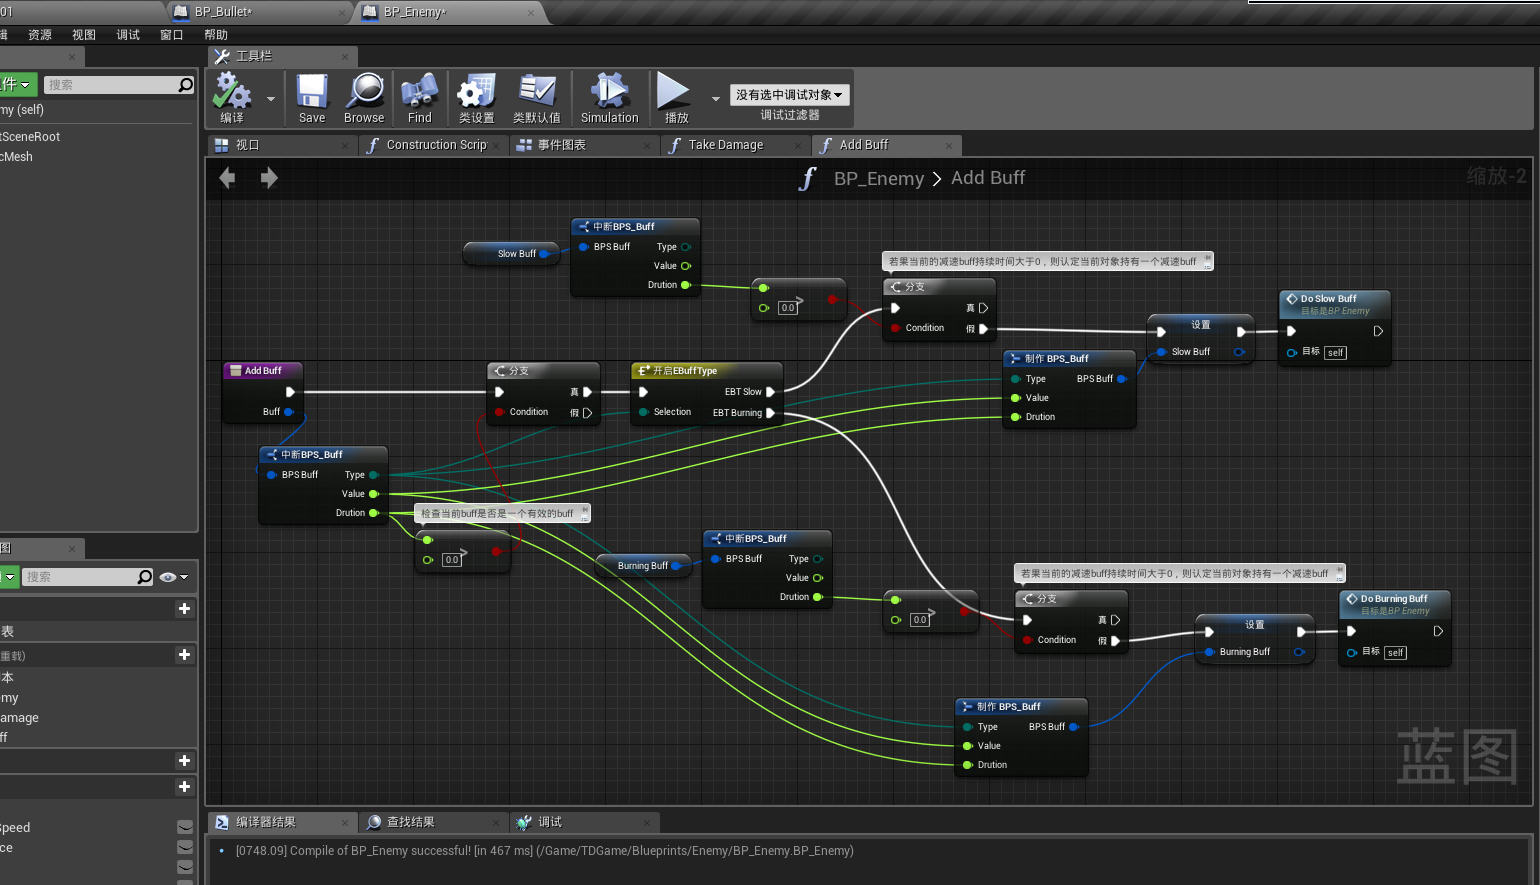 01
BP_Bullet*
BP_Enemy*
辑 资源 视图 调试 窗口 帮助
工具栏
件
搜索
my (self)
tSceneRoot
cMesh
编译
Save
Browse
Find
类设置
类默认值
Simulation
播放
没有选中调试对象
调试过滤器
视口
Construction Scrip
事件图表
Take Damage
Add Buff
BP_Enemy > Add Buff
缩放-2
Slow Buff
中断BPS_Buff
BPS Buff
Type
Value
Drution
0.0
>
若果当前的减速buff持续时间大于0，则认定当前对象持有一个减速buff
分支
真
Condition
假
设置
Slow Buff
Do Slow Buff
目标是BP Enemy
目标
self
Add Buff
Buff
分支
真
Condition
假
开启EBuffType
EBT Slow
Selection
EBT Burning
制作 BPS_Buff
Type
BPS Buff
Value
Drution
中断BPS_Buff
BPS Buff
Type
Value
Drution
检查当前buff是否是一个有效的buff
0.0
>
Burning Buff
中断BPS_Buff
BPS Buff
Type
Value
Drution
0.0
>
若果当前的减速buff持续时间大于0，则认定当前对象持有一个减速buff
分支
真
Condition
假
设置
Burning Buff
Do Burning Buff
目标是BP Enemy
目标
self
制作 BPS_Buff
Type
BPS Buff
Value
Drution
蓝图
图
搜索
表
重载)
本
emy
amage
ff
Speed
ce
编译器结果
查找结果
调试
[0748.09] Compile of BP_Enemy successful! [in 467 ms] (/Game/TDGame/Blueprints/Enemy/BP_Enemy.BP_Enemy)